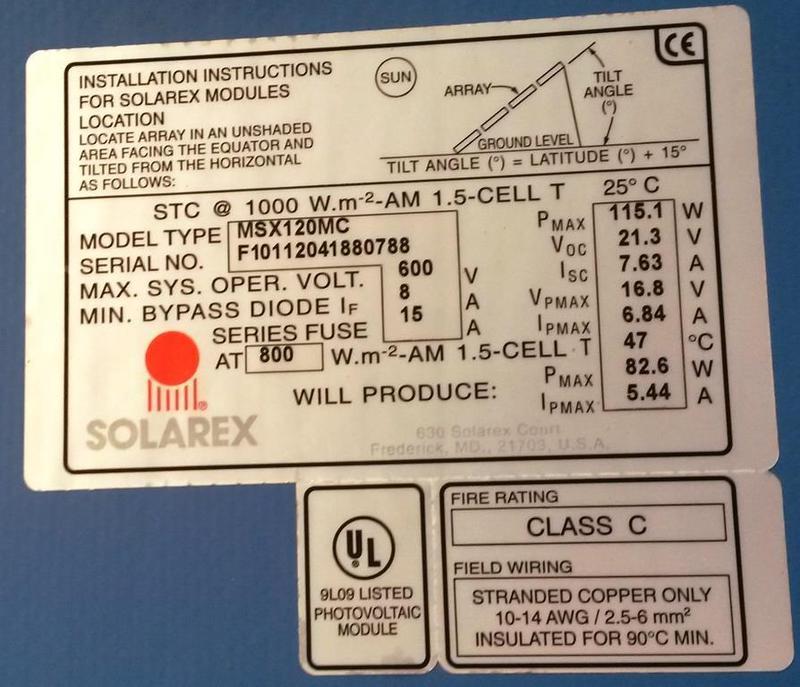 INSTALLATION INSTRUCTIONS
FOR SOLAREX MODULES
LOCATION
LOCATE ARRAY IN AN UNSHADED
AREA FACING THE EQUATOR AND
TILTED FROM THE HORIZONTAL
AS FOLLOWS:
SUN
ARRAY
TILT
ANGLE
(°)
CE
GROUND LEVEL
TILT ANGLE (°) = LATITUDE (°) + 15°
STC @ 1000 W.m-2-AM 1.5-CELL T 25° C
MODEL TYPE MSX120MC
SERIAL NO. F10112041880788
MAX. SYS. OPER. VOLT. 600 V
MIN. BYPASS DIODE IF 8 A
SERIES FUSE 15 A
PMAX 115.1 W
VOC 21.3 V
ISC 7.63 A
VPMAX 16.8 V
IPMAX 6.84 A
AT 800 W.m-2-AM 1.5-CELL T 47 °C
WILL PRODUCE: PMAX 82.6 W
IPMAX 5.44 A
®
SOLAREX
630 Solarex Court
Frederick, MD., 21703, U.S.A.
UL
®
9L09 LISTED
PHOTOVOLTAIC
MODULE
FIRE RATING
CLASS C
FIELD WIRING
STRANDED COPPER ONLY
10-14 AWG / 2.5-6 mm²
INSULATED FOR 90°C MIN.